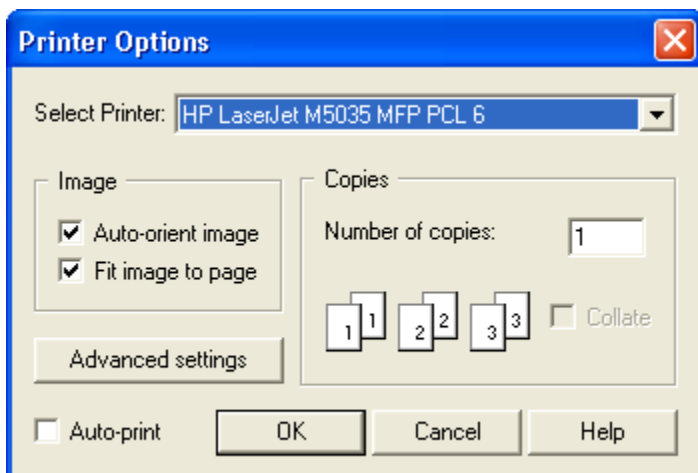 Printer Options
Select Printer: HP LaserJet M5035 MFP PCL 6
Image
Auto-orient image
Fit image to page
Advanced settings
Copies
Number of copies: 1
1 1 2 2 3 3 Collate
Auto-print OK Cancel Help